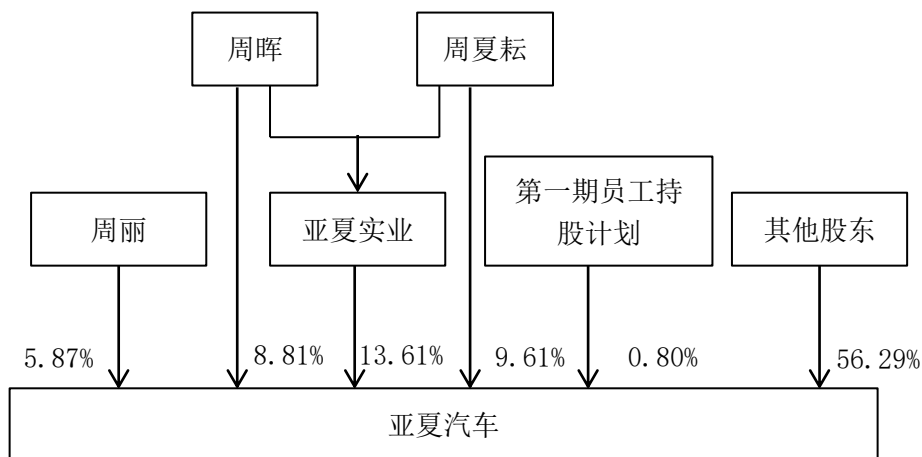 周晖
周夏耘
周丽
亚夏实业
第一期员工持
股计划
其他股东
5.87%
8.81%
13.61%
9.61%
0.80%
56.29%
亚夏汽车